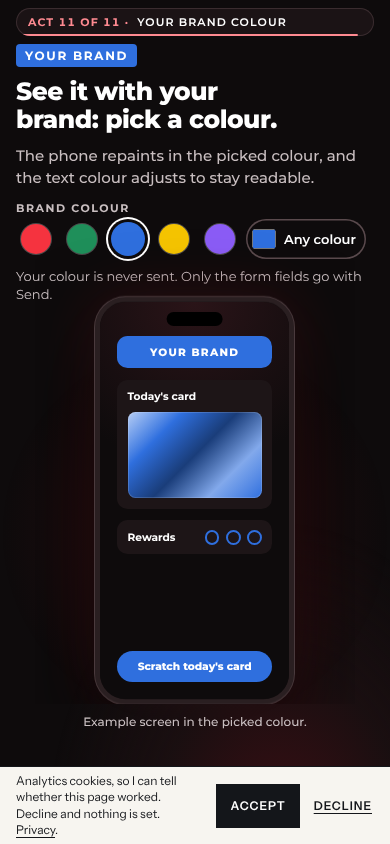 ACT 11 OF 11 · YOUR BRAND COLOUR
YOUR BRAND
See it with your
brand: pick a colour.
The phone repaints in the picked colour, and
the text colour adjusts to stay readable.
BRAND COLOUR
Any colour
Your colour is never sent. Only the form fields go with
Send.
YOUR BRAND
Today's card
Rewards
Scratch today's card
Example screen in the picked colour.
Analytics cookies, so I can tell
whether this page worked.
Decline and nothing is set.
Privacy.
ACCEPT
DECLINE